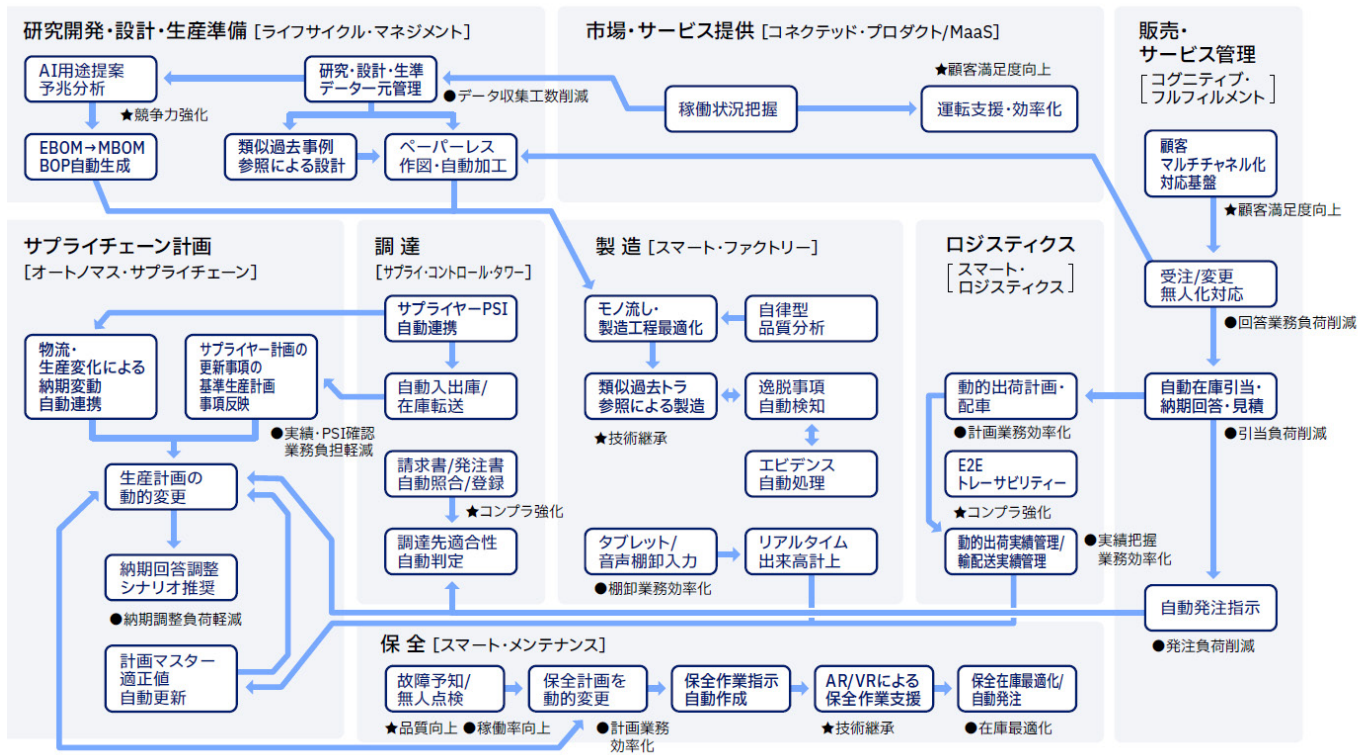 研究開発・設計・生産準備 [ライフサイクル・マネジメント]
AI用途提案
予兆分析
★競争力強化
EBOM→MBOM
BOP自動生成
研究・設計・生準
データ一元管理
●データ収集工数削減
類似過去事例
参照による設計
ペーパーレス
作図・自動加工
市場・サービス提供 [コネクテッド・プロダクト/MaaS]
稼働状況把握
★顧客満足度向上
運転支援・効率化
販売・
サービス管理
[コグニティブ・
フルフィルメント]
顧客
マルチチャネル化
対応基盤
★顧客満足度向上
受注/変更
無人化対応
●回答業務負荷削減
自動在庫引当・
納期回答・見積
●引当負荷削減
自動発注指示
●発注負荷削減
サプライチェーン計画
[オートノマス・サプライチェーン]
物流・
生産変化による
納期変動
自動連携
サプライヤー計画の
更新事項の
基準生産計画
事項反映
●実績・PSI確認
業務負担軽減
生産計画の
動的変更
納期回答調整
シナリオ推奨
●納期調整負荷軽減
計画マスター
適正値
自動更新
調達
[サプライ・コントロール・タワー]
サプライヤーPSI
自動連携
自動入出庫/
在庫転送
請求書/発注書
自動照合/登録
★コンプラ強化
調達先適合性
自動判定
製造 [スマート・ファクトリー]
モノ流し・
製造工程最適化
自律型
品質分析
類似過去トラ
参照による製造
★技術継承
逸脱事項
自動検知
エビデンス
自動処理
タブレット/
音声棚卸入力
●棚卸業務効率化
リアルタイム
出来高計上
ロジスティクス
[スマート・
ロジスティクス]
動的出荷計画・
配車
●計画業務効率化
E2E
トレーサビリティー
★コンプラ強化
動的出荷実績管理/
輸配送実績管理
●実績把握
業務効率化
保全 [スマート・メンテナンス]
故障予知/
無人点検
★品質向上 ●稼働率向上
保全計画を
動的変更
●計画業務
効率化
保全作業指示
自動作成
AR/VRによる
保全作業支援
★技術継承
保全在庫最適化/
自動発注
●在庫最適化